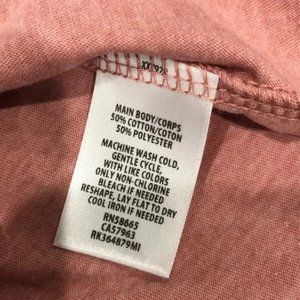 MAIN BODY/CORPS
50% COTTON/COTON
50% POLYESTER
MACHINE WASH COLD,
GENTLE CYCLE,
WITH LIKE COLORS
ONLY NON-CHLORINE
BLEACH IF NEEDED
RESHAPE, LAY FLAT TO DRY
COOL IRON IF NEEDED
RN58665
CA57963
RK364879MI